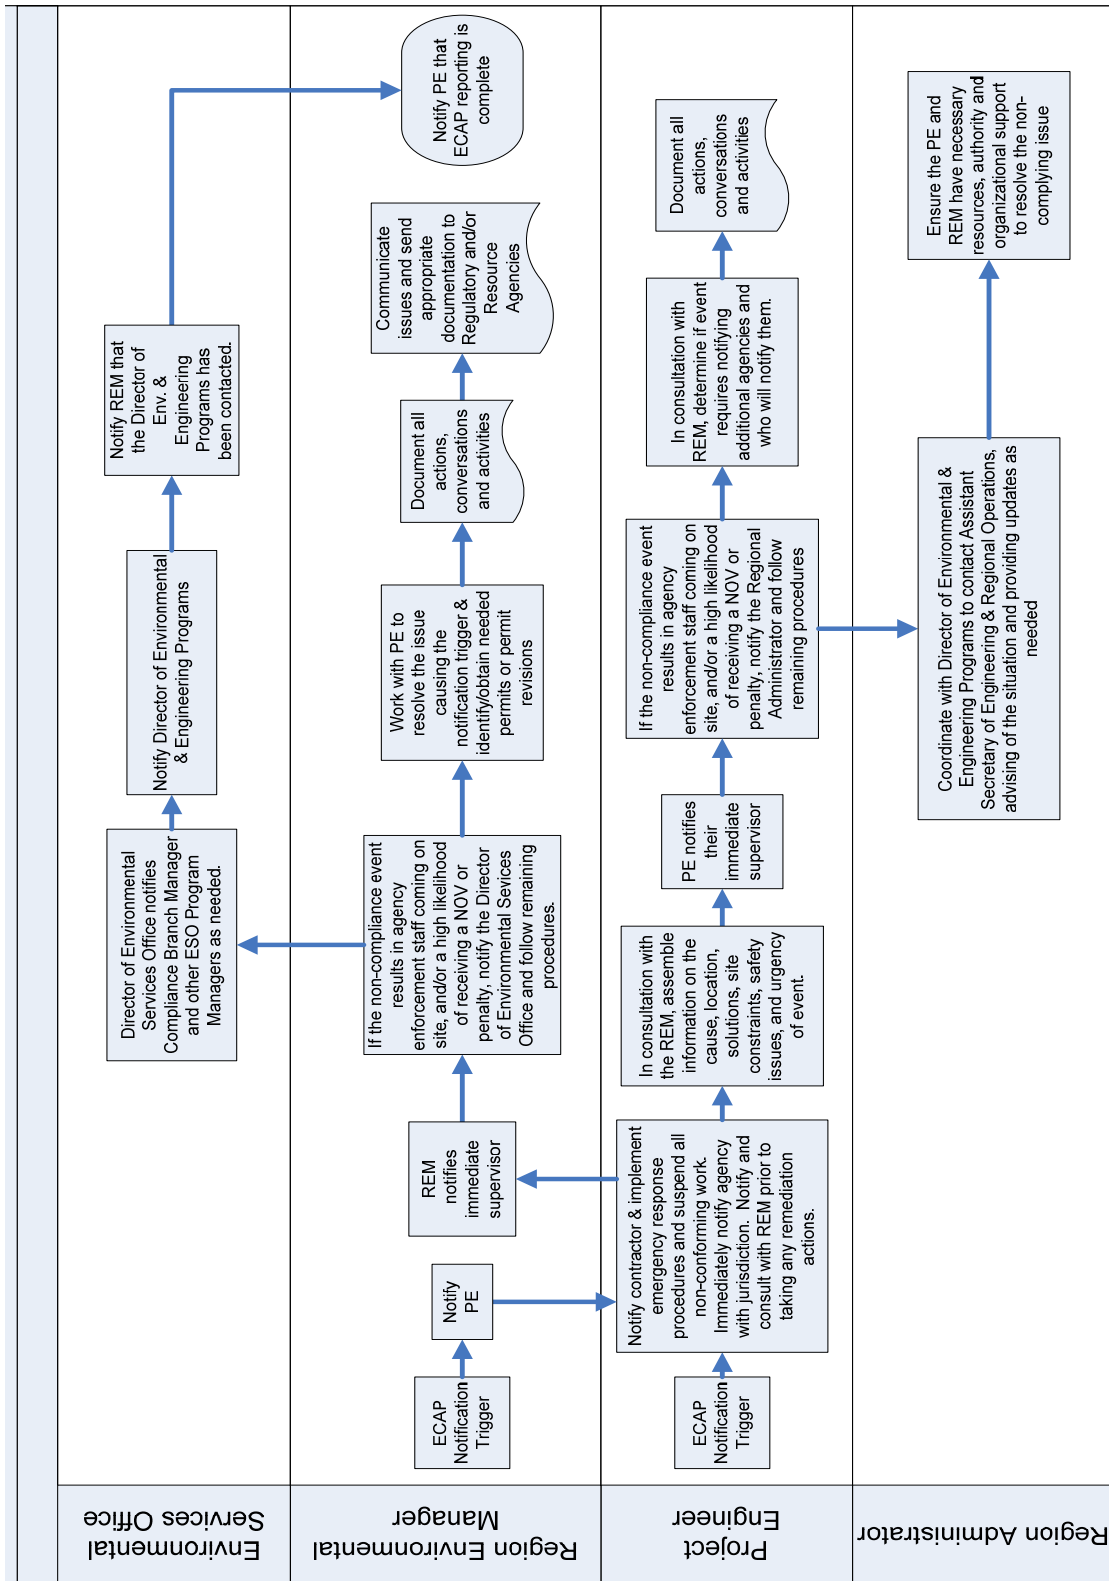 Environmental
Services Office
Director of Environmental
Services Office notifies
Compliance Branch Manager
and other ESO Program
Managers as needed.
Notify Director of Environmental
& Engineering Programs
Notify REM that
the Director of
Env. &
Engineering
Programs has
been contacted.
Region Environmental
Manager
ECAP
Notification
Trigger
Notify
PE
REM
notifies
immediate
supervisor
If the non-compliance event
results in agency
enforcement staff coming on
site, and/or a high likelihood
of receiving a NOV or
penalty, notify the Director
of Environmental Sevices
Office and follow remaining
procedures.
Work with PE to
resolve the issue
causing the
notification trigger &
identify/obtain needed
permits or permit
revisions
Document all
actions,
conversations
and activities
Communicate
issues and send
appropriate
documentation to
Regulatory and/or
Resource
Agencies
Notify PE that
ECAP reporting is
complete
Project
Engineer
ECAP
Notification
Trigger
Notify contractor & implement
emergency response
procedures and suspend all
non-conforming work.
Immediately notify agency
with jurisdiction. Notify and
consult with REM prior to
taking any remediation
actions.
In consultation with
the REM, assemble
information on the
cause, location,
solutions, site
constraints, safety
issues, and urgency
of event.
PE notifies
their
immediate
supervisor
If the non-compliance event
results in agency
enforcement staff coming on
site, and/or a high likelihood
of receiving a NOV or
penalty, notify the Regional
Administrator and follow
remaining procedures
In consultation with
REM, determine if event
requires notifying
additional agencies and
who will notify them.
Document all
actions,
conversations
and activities
Region Administrator
Coordinate with Director of Environmental &
Engineering Programs to contact Assistant
Secretary of Engineering & Regional Operations,
advising of the situation and providing updates as
needed
Ensure the PE and
REM have necessary
resources, authority and
organizational support
to resolve the non-
complying issue